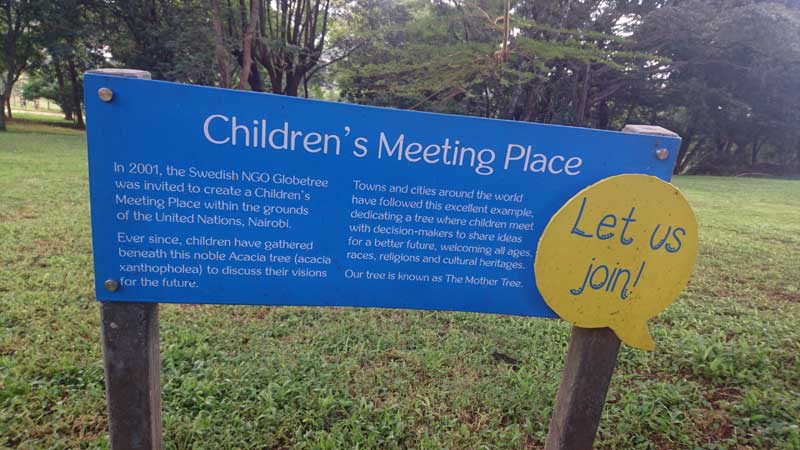 Children's Meeting Place
In 2001, the Swedish NGO Globetree
was invited to create a Children's
Meeting Place within the grounds
of the United Nations, Nairobi.
Ever since, children have gathered
beneath this noble Acacia tree (acacia
xanthopholea) to discuss their visions
for the future.
Towns and cities around the world
have followed this excellent example,
dedicating a tree where children meet
with decision-makers to share ideas
for a better future, welcoming all ages,
races, religions and cultural heritages.
Our tree is known as The Mother Tree.
Let us
join!